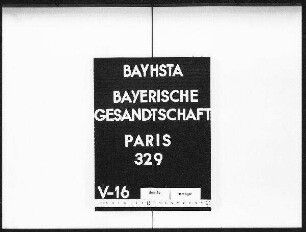 BAYHSTA
BAYERISCHE
GESANDTSCHAFT
PARIS
329
V-16